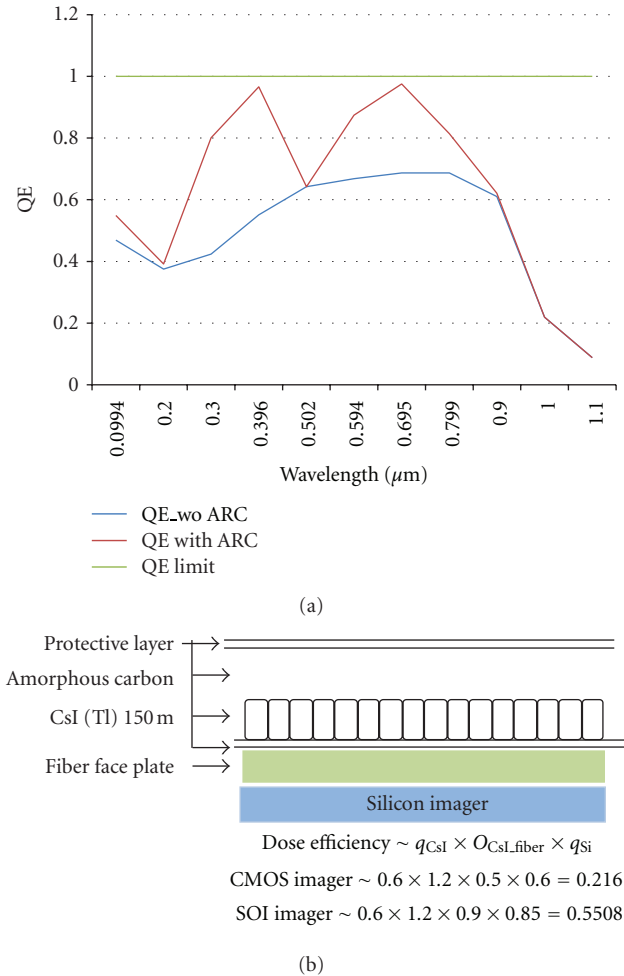 1.2
1
0.8
0.6
0.4
0.2
0
QE
0.0994
0.2
0.3
0.396
0.502
0.594
0.695
0.799
0.9
1
1.1
Wavelength (μm)
QE_wo ARC
QE with ARC
QE limit
(a)
Protective layer
Amorphous carbon
CsI (Tl) 150 m
Fiber face plate
Silicon imager
Dose efficiency ~ qCsI × OCsI_fiber × qSi
CMOS imager ~ 0.6 × 1.2 × 0.5 × 0.6 = 0.216
SOI imager ~ 0.6 × 1.2 × 0.9 × 0.85 = 0.5508
(b)